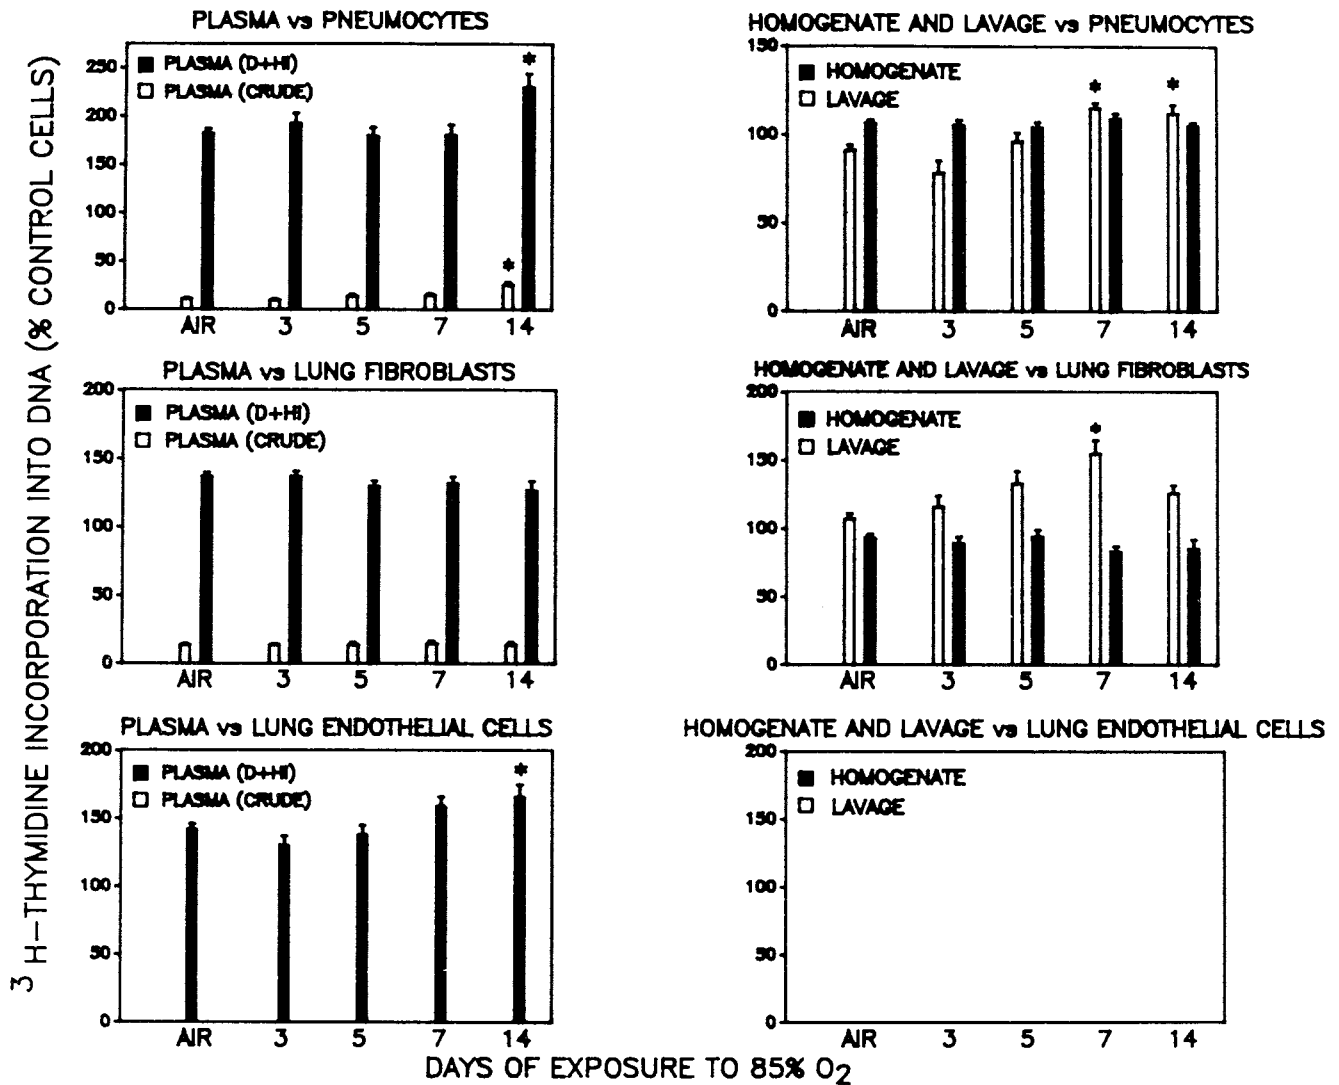 ³H-THYMIDINE INCORPORATION INTO DNA (% CONTROL CELLS)
PLASMA vs PNEUMOCYTES
PLASMA (D+HI)
PLASMA (CRUDE)
250
200
150
100
50
0
* *
AIR 3 5 7 14
HOMOGENATE AND LAVAGE vs PNEUMOCYTES
HOMOGENATE
LAVAGE
150
100
50
0
* *
AIR 3 5 7 14
PLASMA vs LUNG FIBROBLASTS
PLASMA (D+HI)
PLASMA (CRUDE)
200
150
100
50
0
AIR 3 5 7 14
HOMOGENATE AND LAVAGE vs LUNG FIBROBLASTS
HOMOGENATE
LAVAGE
200
150
100
50
0
*
AIR 3 5 7 14
PLASMA vs LUNG ENDOTHELIAL CELLS
PLASMA (D+HI)
PLASMA (CRUDE)
200
150
100
50
0
*
AIR 3 5 7 14
HOMOGENATE AND LAVAGE vs LUNG ENDOTHELIAL CELLS
HOMOGENATE
LAVAGE
200
150
100
50
0
AIR 3 5 7 14
DAYS OF EXPOSURE TO 85% O₂